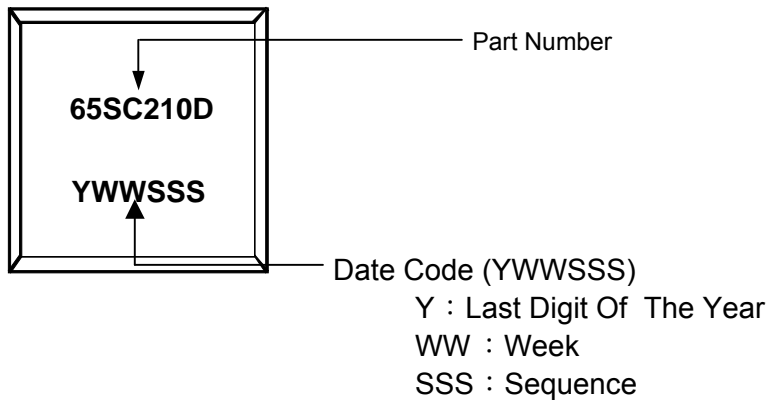 Part Number
65SC210D
YWWSSS
Date Code (YWWSSS)
Y：Last Digit Of The Year
WW：Week
SSS：Sequence